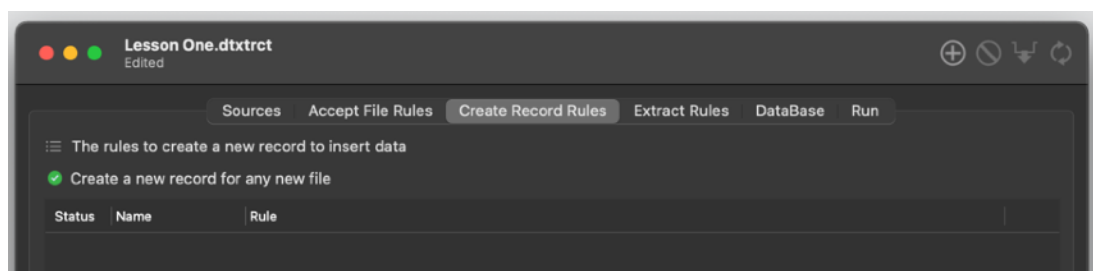 Lesson One.dtxtrct
Edited
Sources Accept File Rules Create Record Rules Extract Rules DataBase Run
The rules to create a new record to insert data
Create a new record for any new file
Status Name Rule